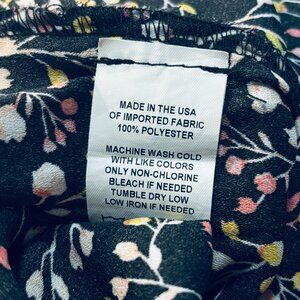 MADE IN THE USA
OF IMPORTED FABRIC
100% POLYESTER
MACHINE WASH COLD
WITH LIKE COLORS
ONLY NON-CHLORINE
BLEACH IF NEEDED
TUMBLE DRY LOW
LOW IRON IF NEEDED